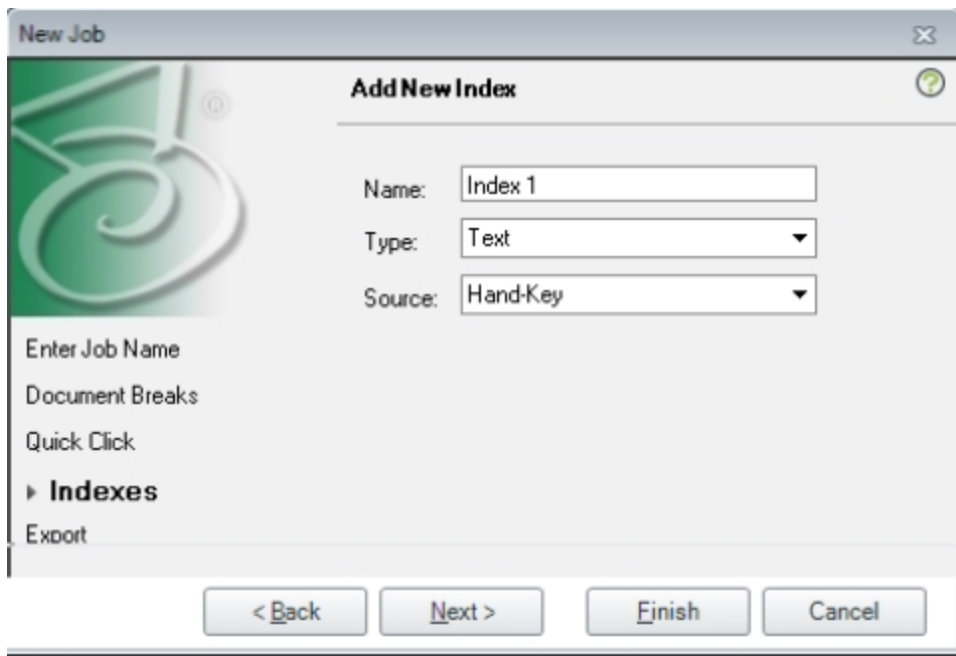 New Job
Add New Index
Name: Index 1
Type: Text
Source: Hand-Key
Enter Job Name
Document Breaks
Quick Click
Indexes
Export
< Back Next > Finish Cancel